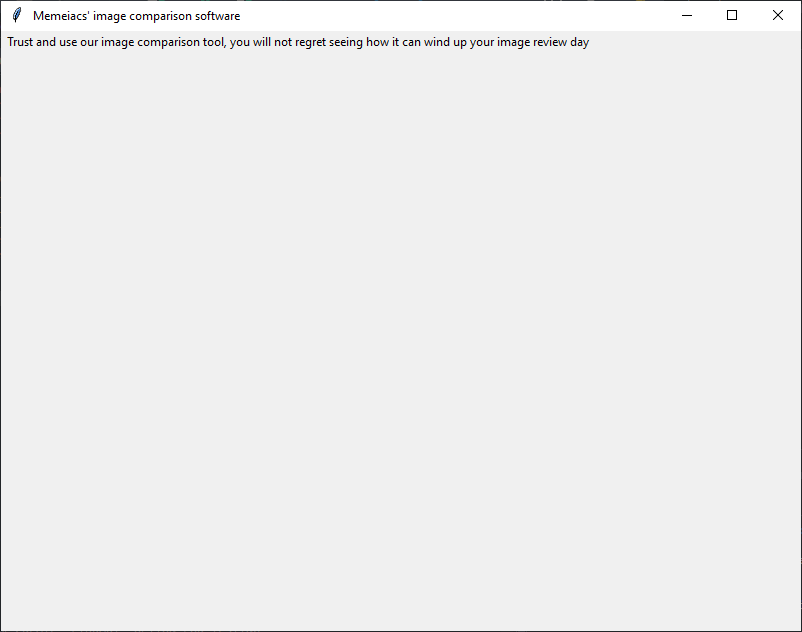 Memeiacs' image comparison software
Trust and use our image comparison tool, you will not regret seeing how it can wind up your image review day